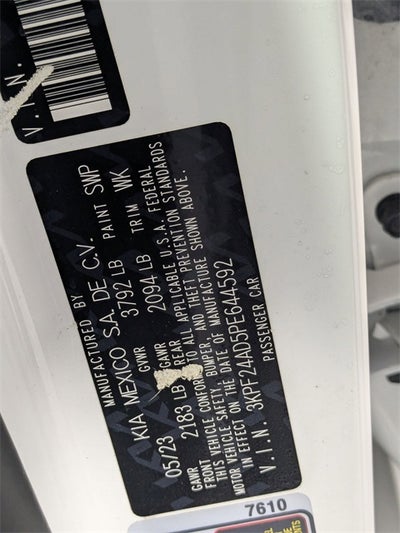 V.I.N.
MANUFACTURED BY
KIA MEXICO S.A. DE C.V.
05/23 GVWR 3792 LB PAINT SWP
GAWR FRONT 2183 LB GAWR REAR 2094 LB TRIM WK
THIS VEHICLE CONFORMS TO ALL APPLICABLE U.S.A. FEDERAL
MOTOR VEHICLE SAFETY, BUMPER, AND THEFT PREVENTION STANDARDS
IN EFFECT ON THE DATE OF MANUFACTURE SHOWN ABOVE.
V.I.N. 3KPF24AD5PE644592
PASSENGER CAR
7610